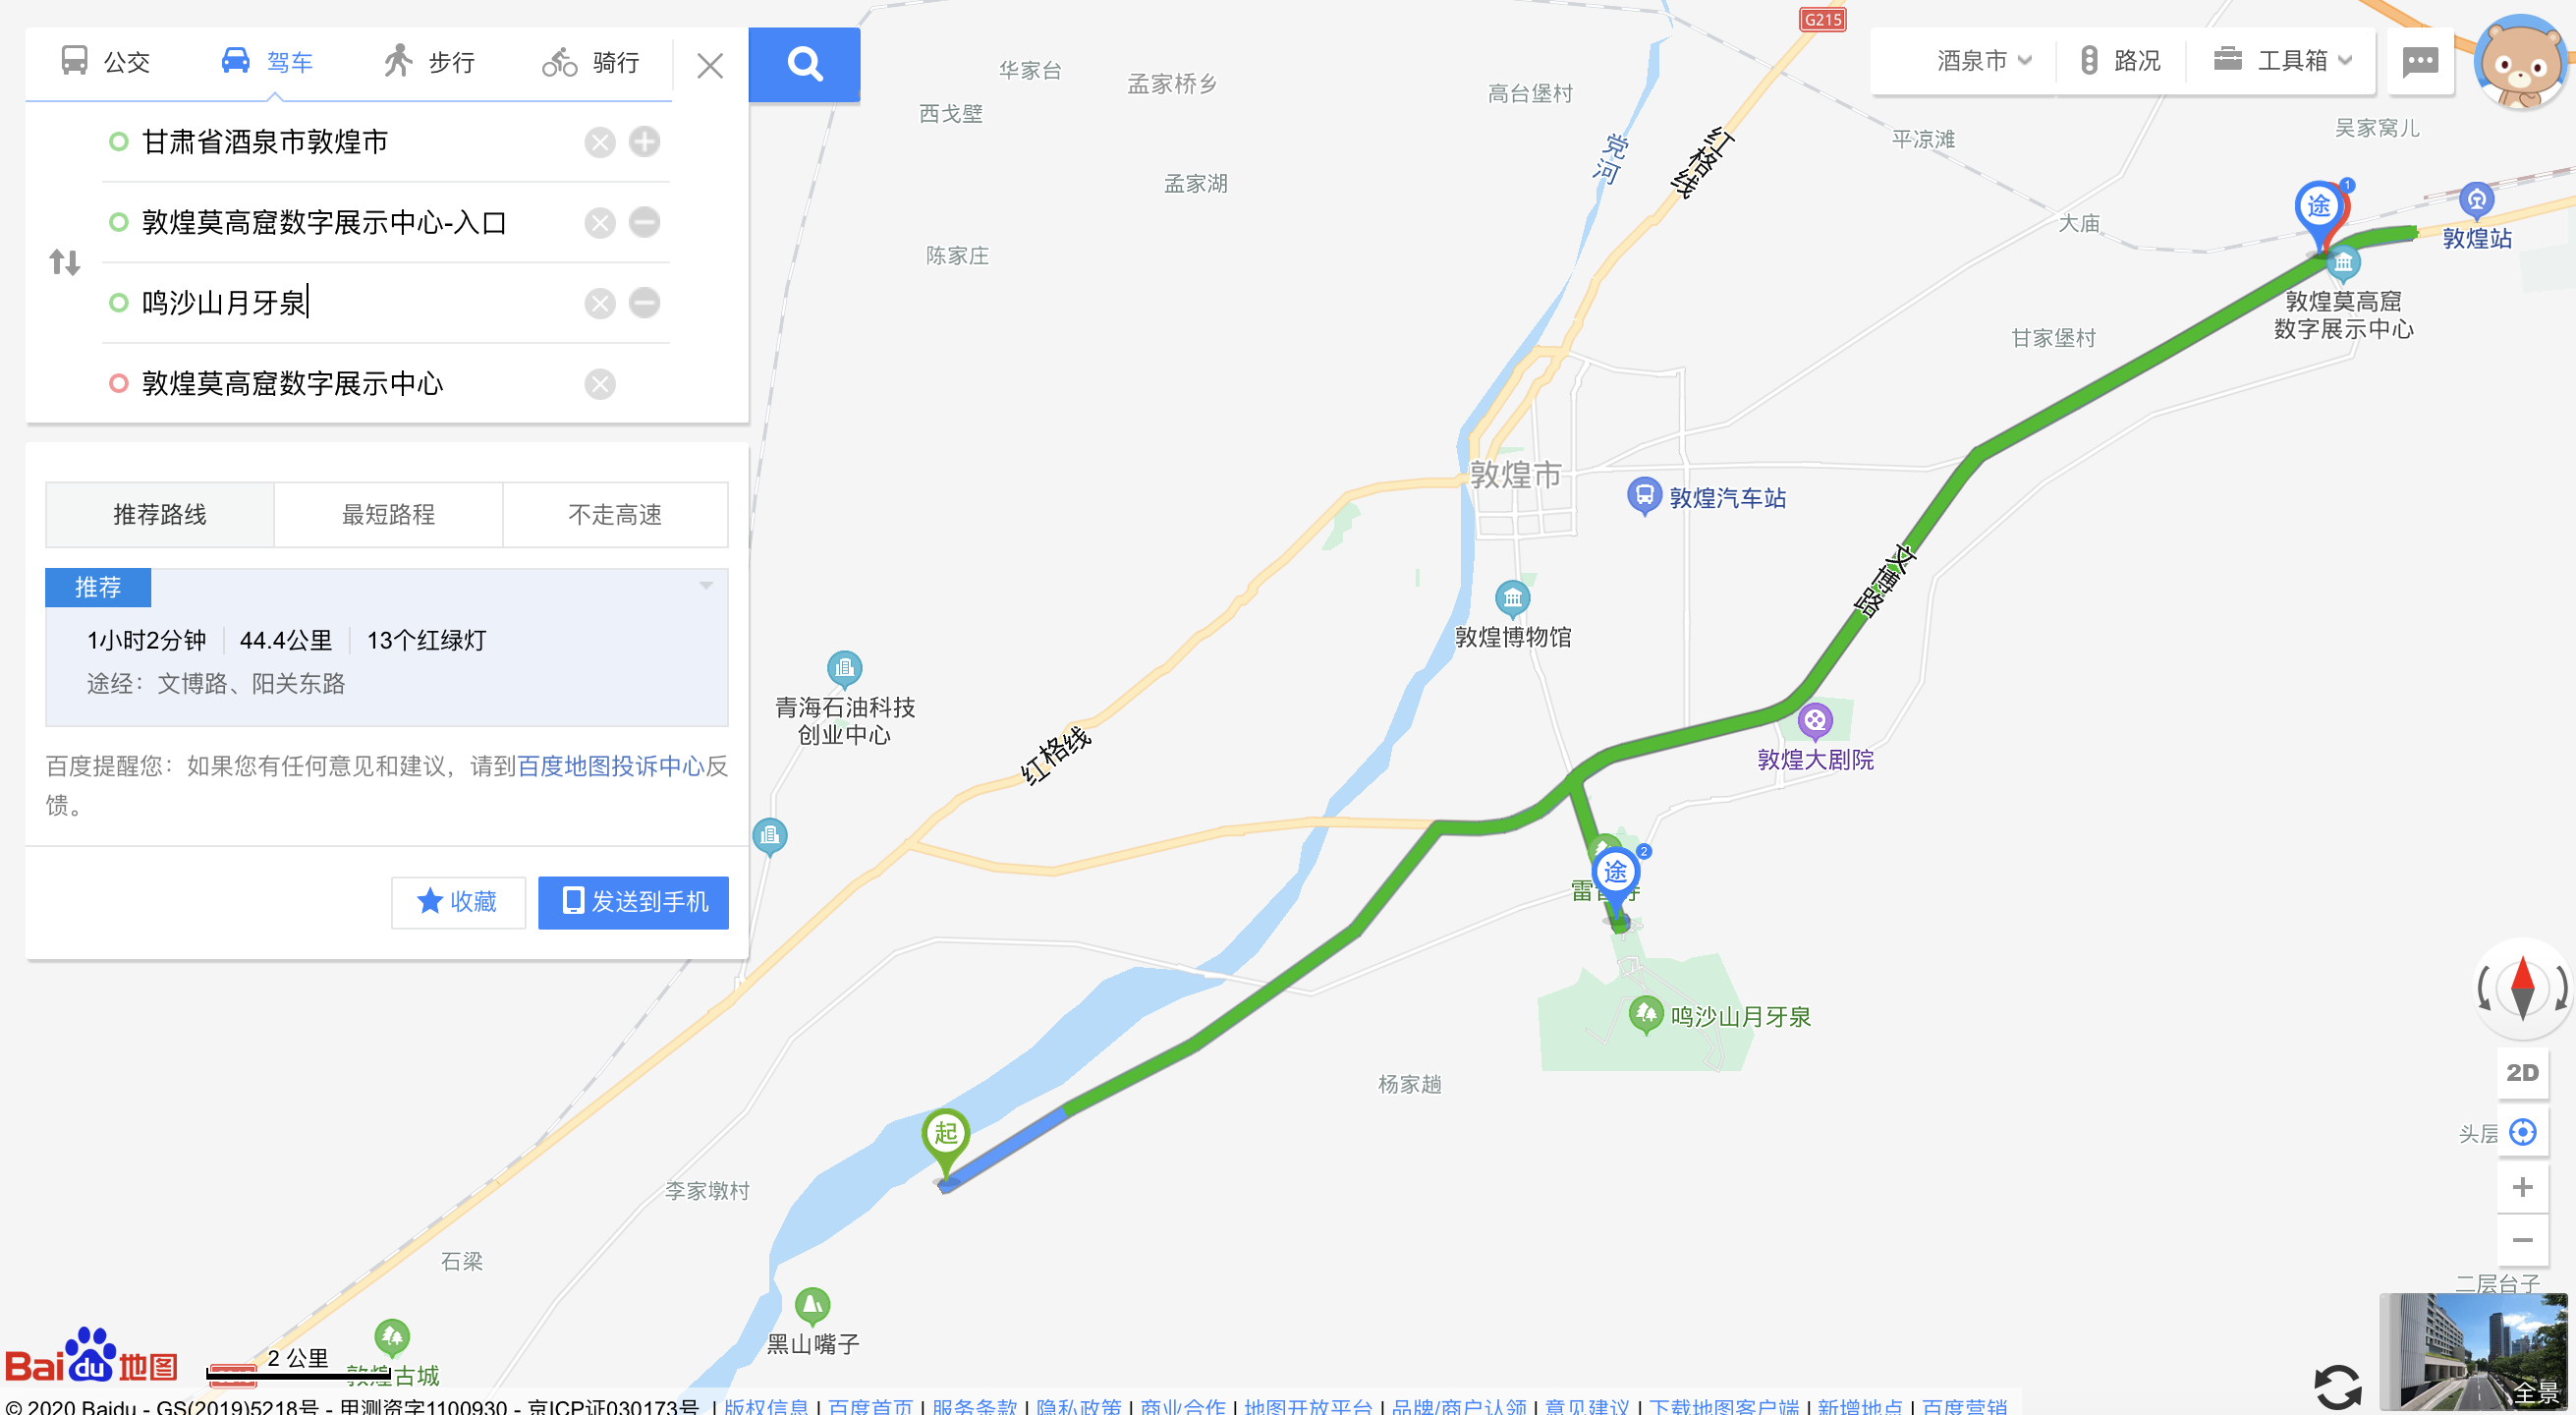 公交
驾车
步行
骑行
甘肃省酒泉市敦煌市
敦煌莫高窟数字展示中心-入口
鸣沙山月牙泉
敦煌莫高窟数字展示中心
推荐路线
最短路程
不走高速
推荐
1小时2分钟
44.4公里
13个红绿灯
途经：文博路、阳关东路
百度提醒您：如果您有任何意见和建议，请到百度地图投诉中心反
馈。
收藏
发送到手机
酒泉市
路况
工具箱
G215
华家台
孟家桥乡
西戈壁
高台堡村
平凉滩
吴家窝儿
党河
红格线
孟家湖
大庙
陈家庄
途
1
敦煌站
敦煌莫高窟
数字展示中心
甘家堡村
敦煌市
敦煌汽车站
文博路
敦煌博物馆
青海石油科技
创业中心
红格线
敦煌大剧院
途
2
鸣沙山月牙泉
杨家趟
起
李家墩村
石梁
黑山嘴子
敦煌古城
2D
头层
二层台子
全景
Bai du 地图
2 公里
© 2020 Baidu - GS(2019)5218号 - 甲测资字1100930 - 京ICP证030173号 | 版权信息 | 百度首页 | 服务条款 | 隐私政策 | 商业合作 | 地图开放平台 | 品牌/商户认领 | 意见建议 | 下载地图客户端 | 新增地点 | 百度营销